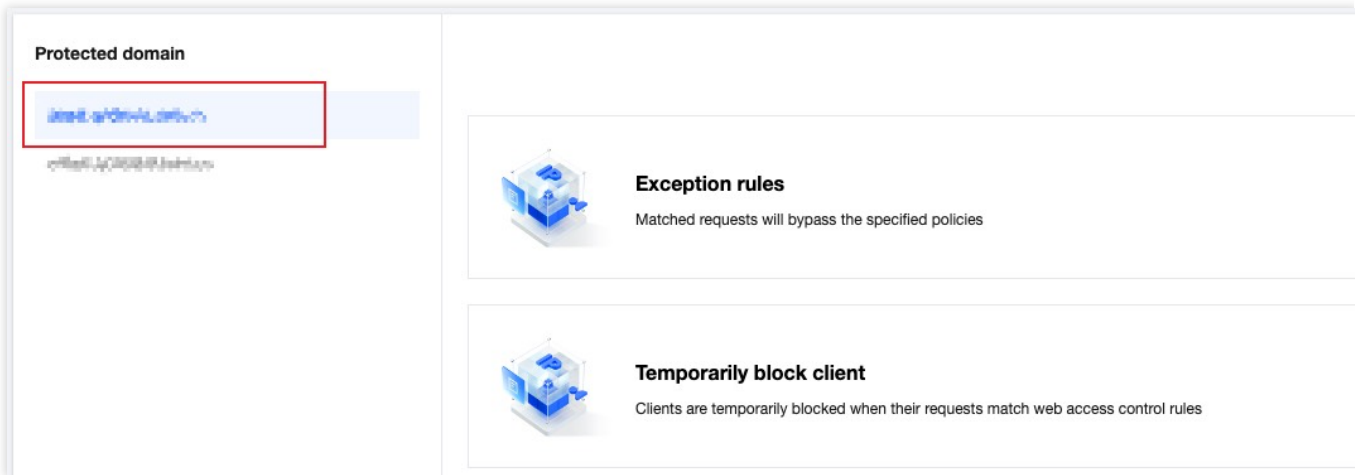 Protected domain
Exception rules
Matched requests will bypass the specified policies
Temporarily block client
Clients are temporarily blocked when their requests match web access control rules